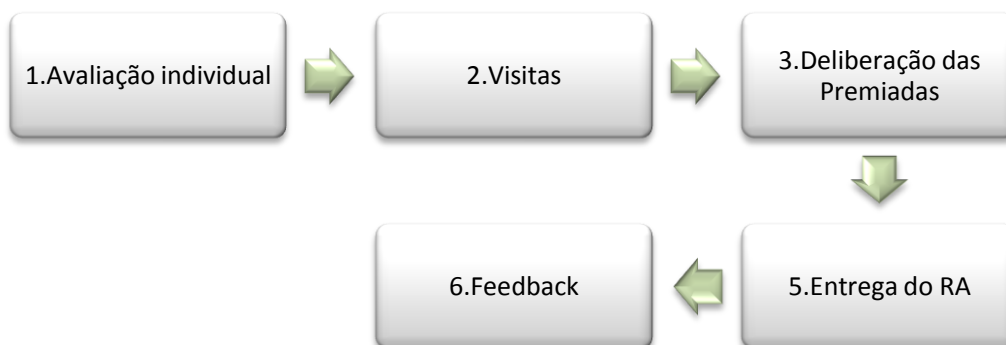 1.Avaliação individual
2.Visitas
3.Deliberação das
Premiadas
5.Entrega do RA
6.Feedback